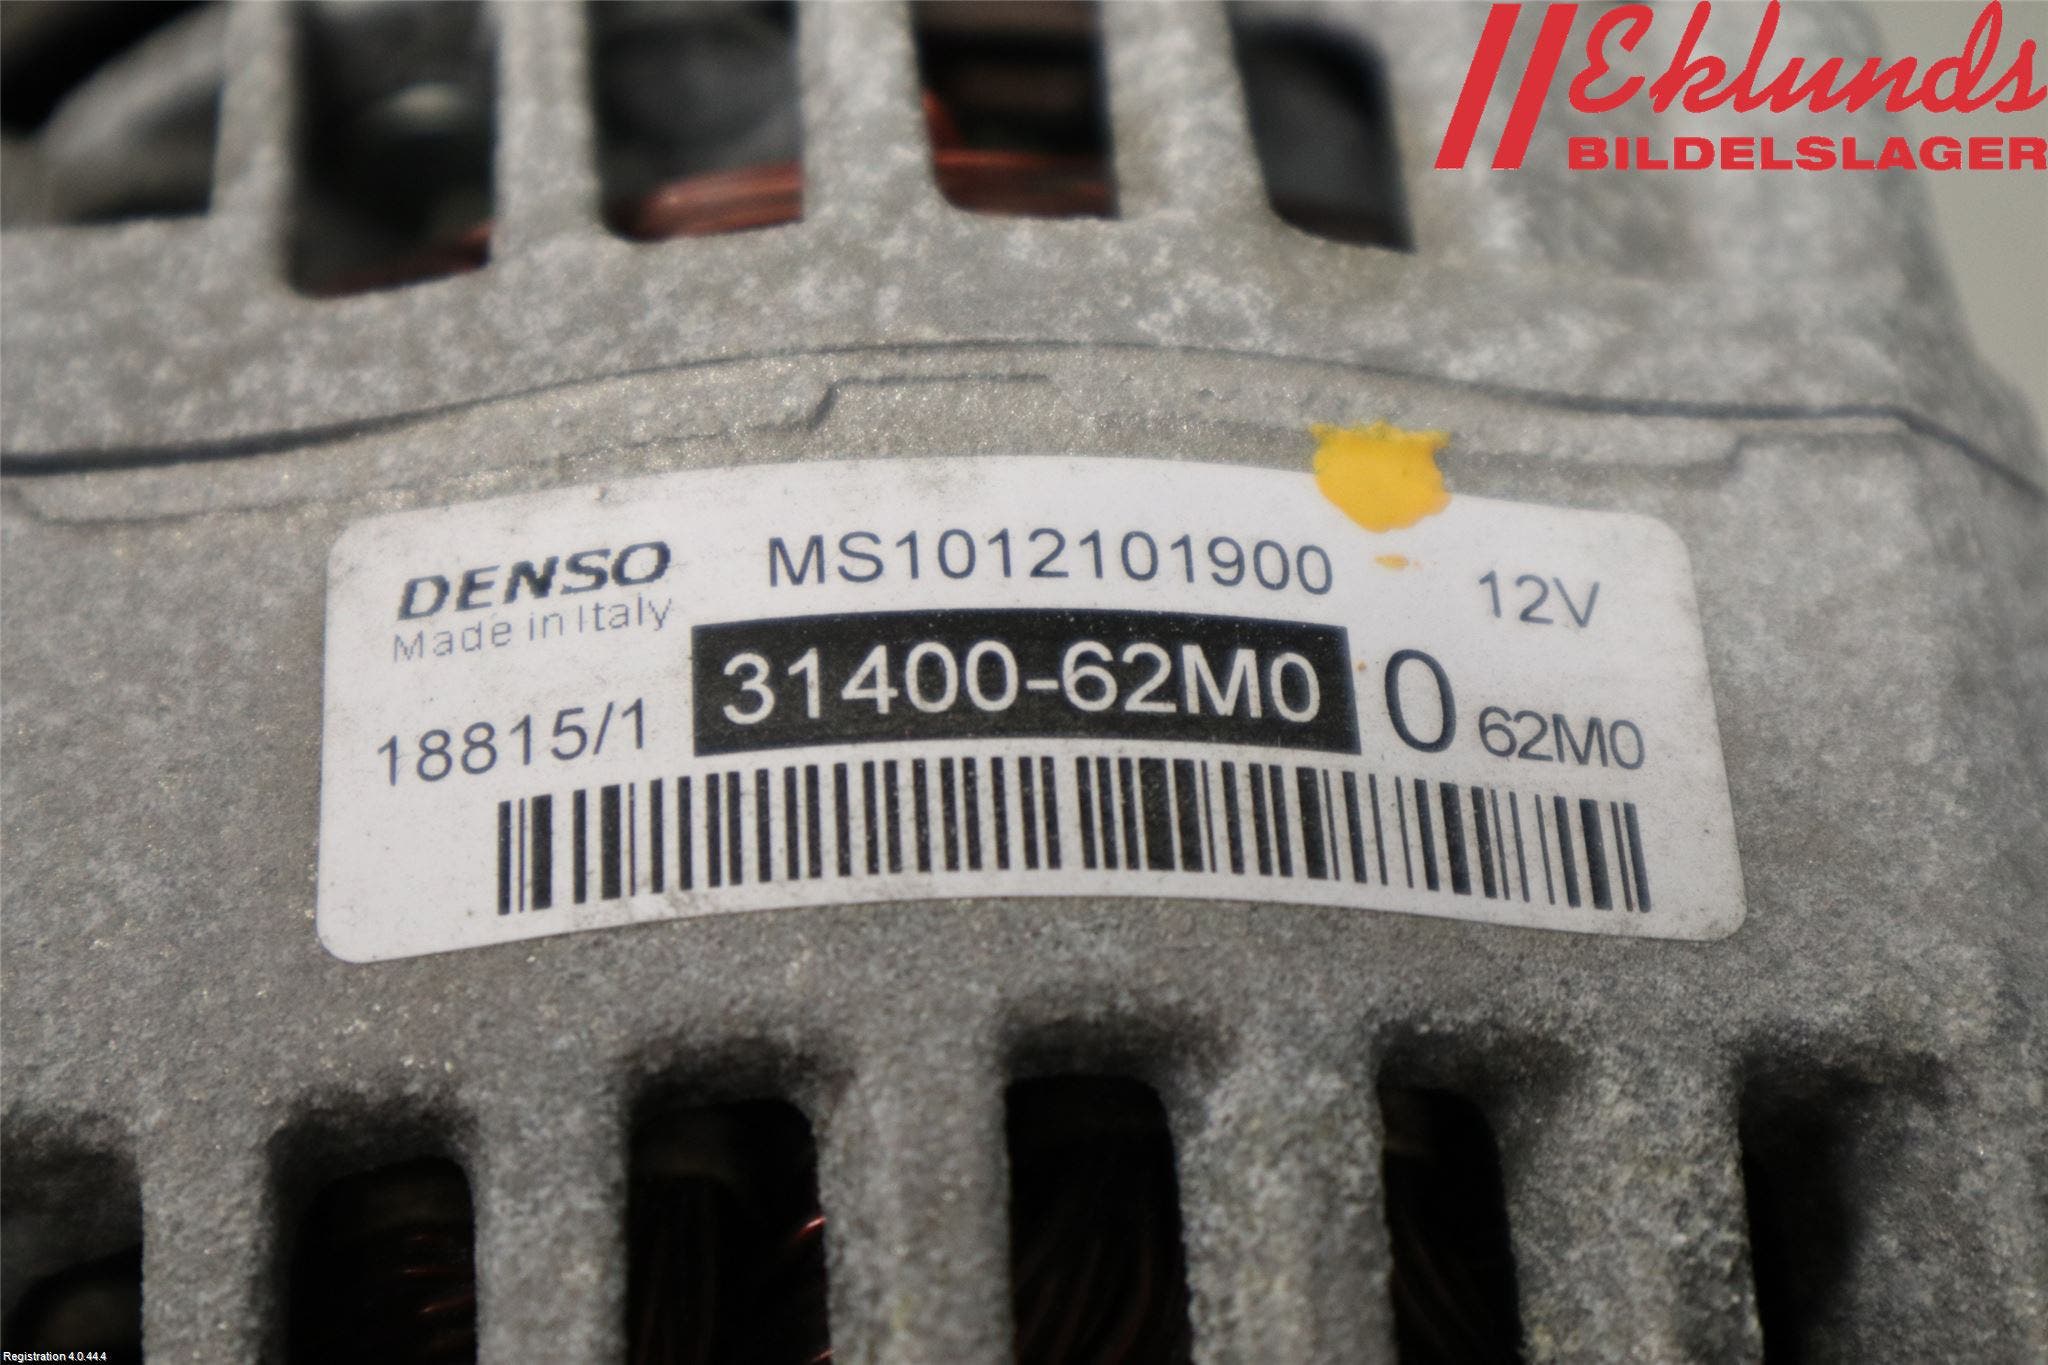 Eklunds
BILDELSLAGER
DENSO MS1012101900 12V
Made in Italy
18815/1 31400-62M0 0 62M0
Registration 4.0.44.4